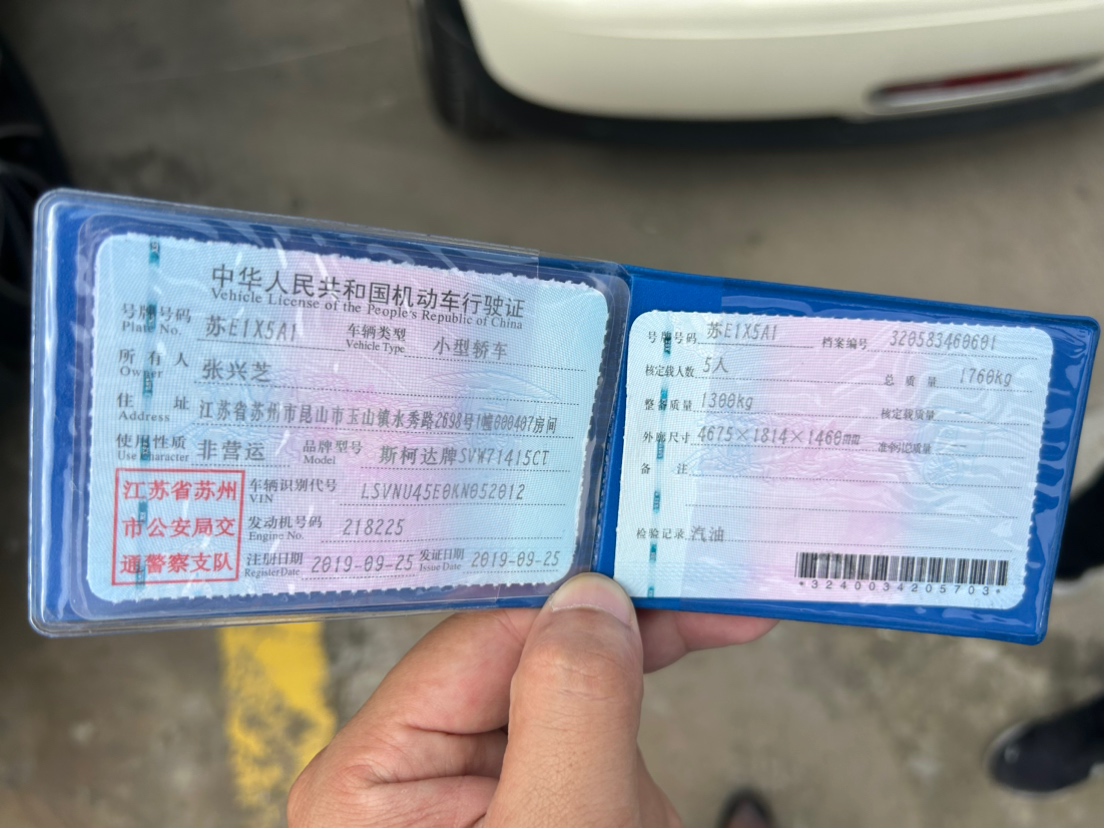 中华人民共和国机动车行驶证
Vehicle License of the People's Republic of China
号牌号码 苏E1X5A1 车辆类型 小型轿车
Plate No. Vehicle Type
所有人 张兴芝
Owner
住址 江苏省苏州市昆山市玉山镇水秀路2698号1幢000407房间
Address
使用性质 非营运 品牌型号 斯柯达牌SVW71415CT
Use Character Model
江苏省苏州
市公安局交
通警察支队
车辆识别代号 LSVNU45E0KN052012
VIN
发动机号码 218225
Engine No.
注册日期 2019-09-25 发证日期 2019-09-25
Register Date Issue Date
号牌号码 苏E1X5A1 档案编号 320583460601
核定载人数 5人 总质量 1760kg
整备质量 1300kg 核定载质量 --
外廓尺寸 4675×1814×1460mm 准牵引总质量 --
备注
检验记录 汽油
*3240034205703*